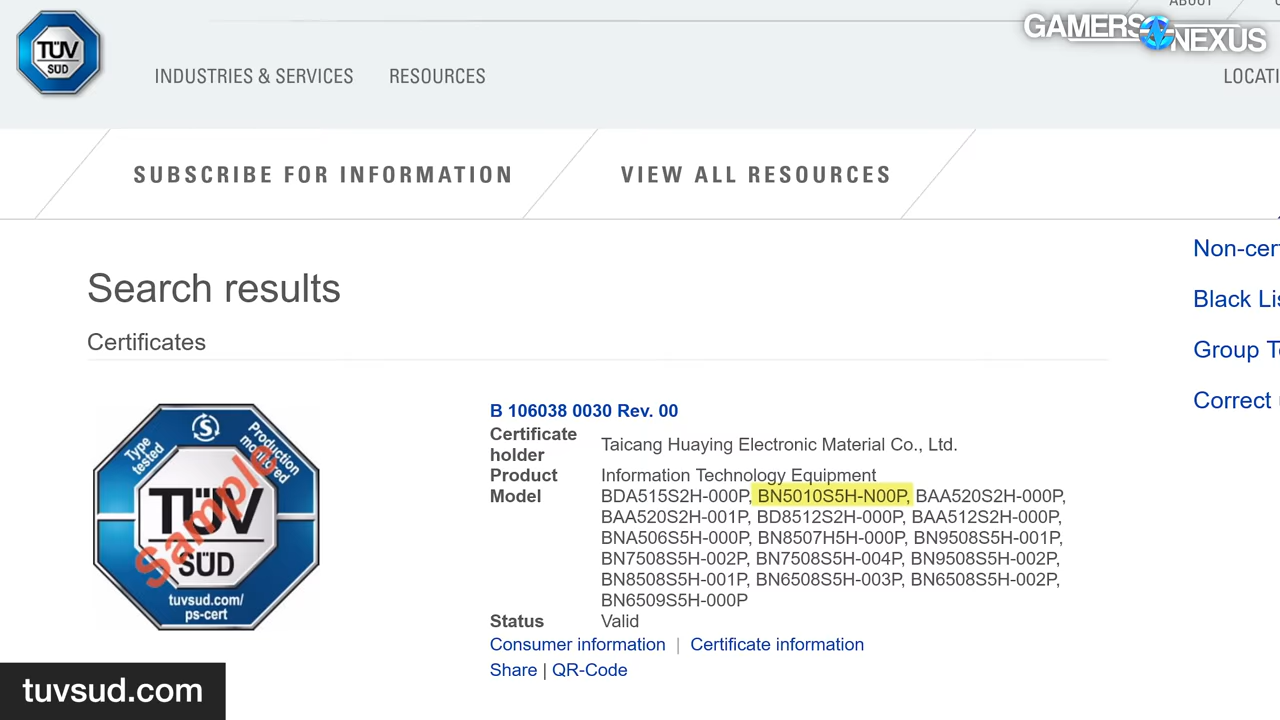 ABOUT
GAMERS NEXUS
TÜV
SÜD
INDUSTRIES & SERVICES
RESOURCES
SUBSCRIBE FOR INFORMATION
VIEW ALL RESOURCES
Search results
Certificates
Type tested
Production monitored
TÜV
SÜD
Sample
tuvsud.com/
ps-cert
B 106038 0030 Rev. 00
Certificate holder Taicang Huaying Electronic Material Co., Ltd.
Product Information Technology Equipment
Model BDA515S2H-000P, BN5010S5H-N00P, BAA520S2H-000P,
BAA520S2H-001P, BD8512S2H-000P, BAA512S2H-000P,
BNA506S5H-000P, BN8507H5H-000P, BN9508S5H-001P,
BN7508S5H-002P, BN7508S5H-004P, BN9508S5H-002P,
BN8508S5H-001P, BN6508S5H-003P, BN6508S5H-002P,
BN6509S5H-000P
Status Valid
Consumer information | Certificate information
Share | QR-Code
Black Lis
Group T
Correct
tuvsud.com